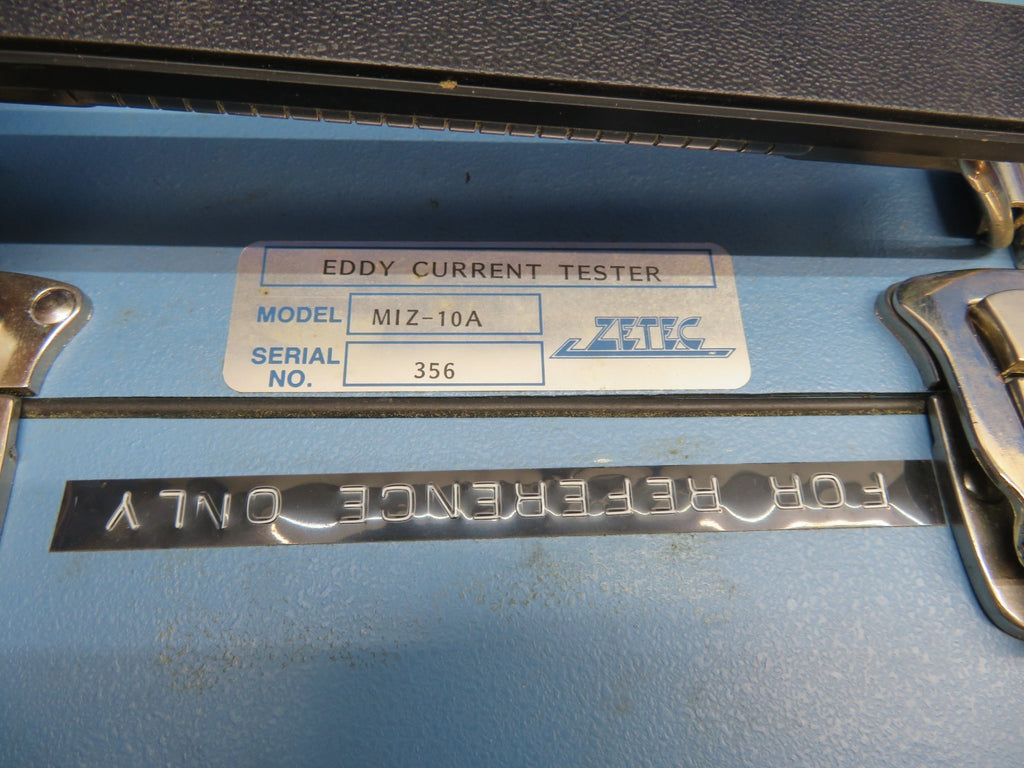 EDDY CURRENT TESTER
MODEL MIZ-10A
ZETEC
SERIAL NO. 356
FOR REFERENCE ONLY